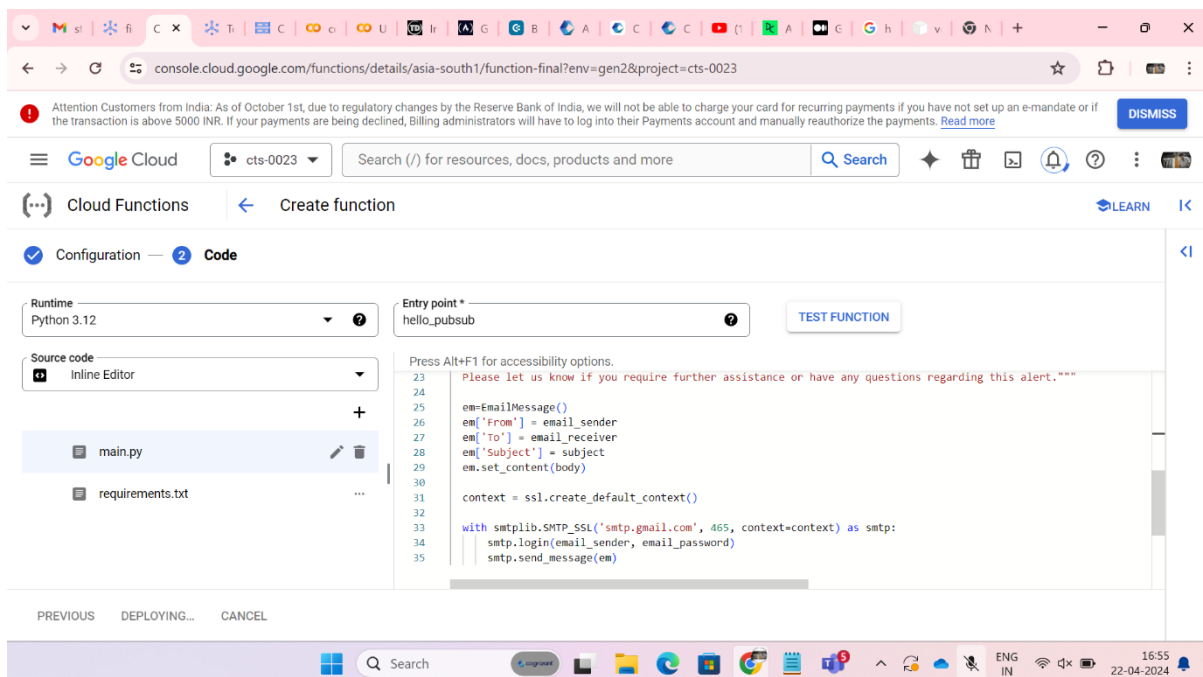 console.cloud.google.com/functions/details/asia-south1/function-final?env=gen2&project=cts-0023
Attention Customers from India: As of October 1st, due to regulatory changes by the Reserve Bank of India, we will not be able to charge your card for recurring payments if you have not set up an e-mandate or if
the transaction is above 5000 INR. If your payments are being declined, Billing administrators will have to log into their Payments account and manually reauthorize the payments. Read more
DISMISS
Google Cloud
cts-0023
Search (/) for resources, docs, products and more
Search
Cloud Functions
Create function
LEARN
Configuration
2 Code
Runtime
Python 3.12
Entry point *
hello_pubsub
TEST FUNCTION
Source code
Inline Editor
main.py
requirements.txt
Press Alt+F1 for accessibility options.
23 Please let us know if you require further assistance or have any questions regarding this alert."""
24
25 em=EmailMessage()
26 em['From'] = email_sender
27 em['To'] = email_receiver
28 em['Subject'] = subject
29 em.set_content(body)
30
31 context = ssl.create_default_context()
32
33 with smtplib.SMTP_SSL('smtp.gmail.com', 465, context=context) as smtp:
34 smtp.login(email_sender, email_password)
35 smtp.send_message(em)
PREVIOUS DEPLOYING... CANCEL
Search
5
ENG
IN
16:55
22-04-2024